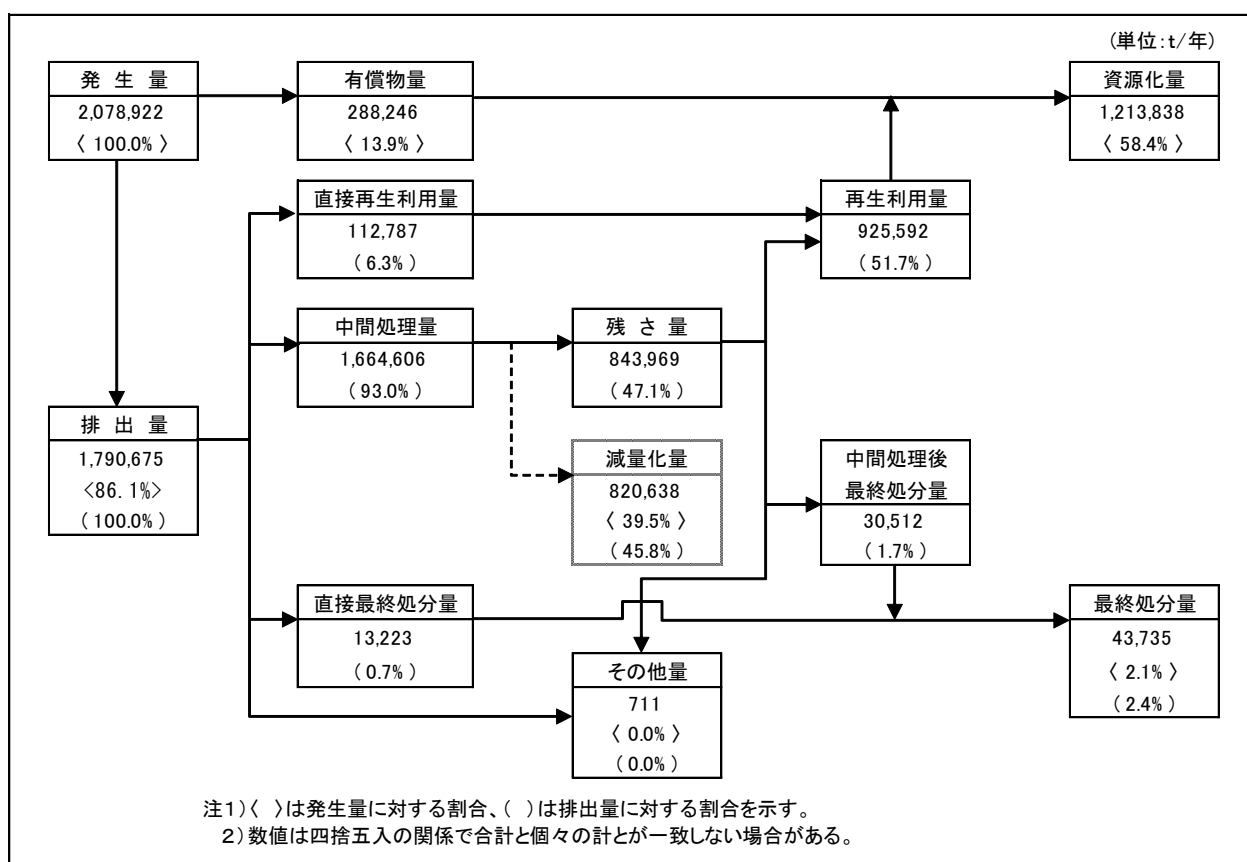 (単位:t/年)
発 生 量
2,078,922
〈 100.0% 〉
有償物量
288,246
〈 13.9% 〉
資源化量
1,213,838
〈 58.4% 〉
直接再生利用量
112,787
( 6.3% )
再生利用量
925,592
( 51.7% )
中間処理量
1,664,606
( 93.0% )
残 さ 量
843,969
( 47.1% )
排 出 量
1,790,675
<86.1%>
( 100.0% )
減量化量
820,638
〈 39.5% 〉
( 45.8% )
中間処理後
最終処分量
30,512
( 1.7% )
直接最終処分量
13,223
( 0.7% )
その他量
711
〈 0.0% 〉
( 0.0% )
最終処分量
43,735
〈 2.1% 〉
( 2.4% )
注1)〈 〉は発生量に対する割合、( )は排出量に対する割合を示す。
2)数値は四捨五入の関係で合計と個々の計とが一致しない場合がある。